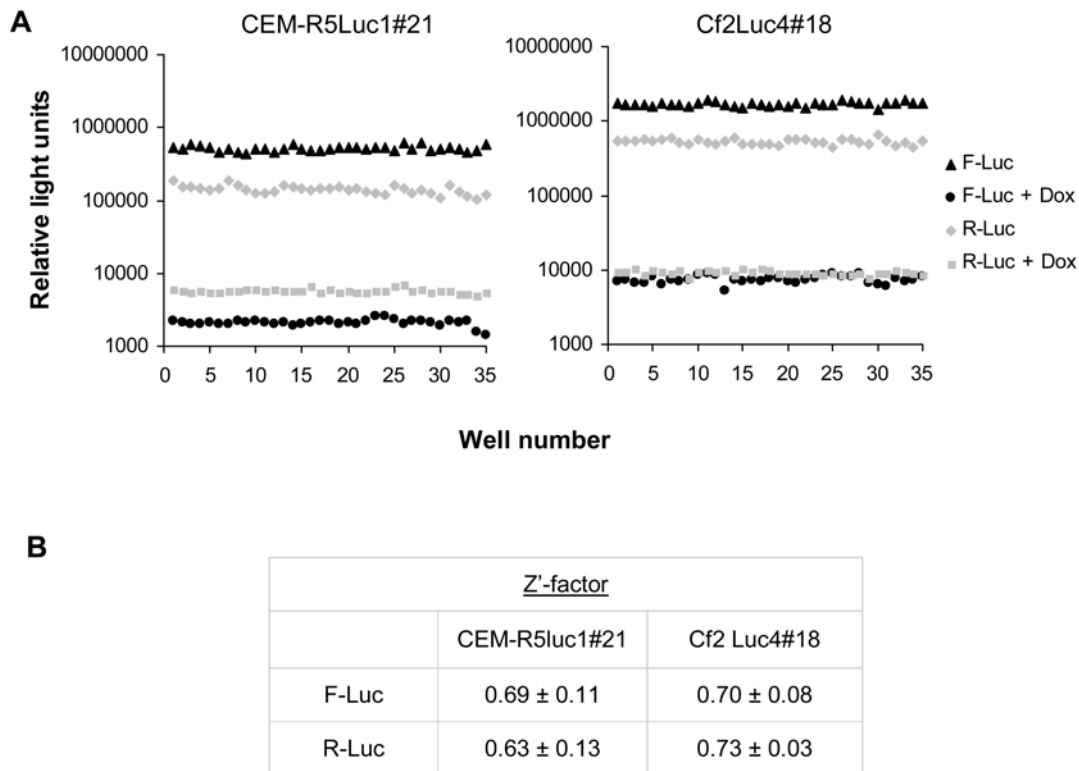 A
CEM-R5Luc1#21
Cf2Luc4#18
Relative light units
10000000
1000000
100000
10000
1000
0 5 10 15 20 25 30 35
10000000
1000000
100000
10000
1000
0 5 10 15 20 25 30 35
F-Luc
F-Luc + Dox
R-Luc
R-Luc + Dox
Well number
B
Z'-factor
CEM-R5luc1#21 Cf2 Luc4#18
F-Luc 0.69 ± 0.11 0.70 ± 0.08
R-Luc 0.63 ± 0.13 0.73 ± 0.03